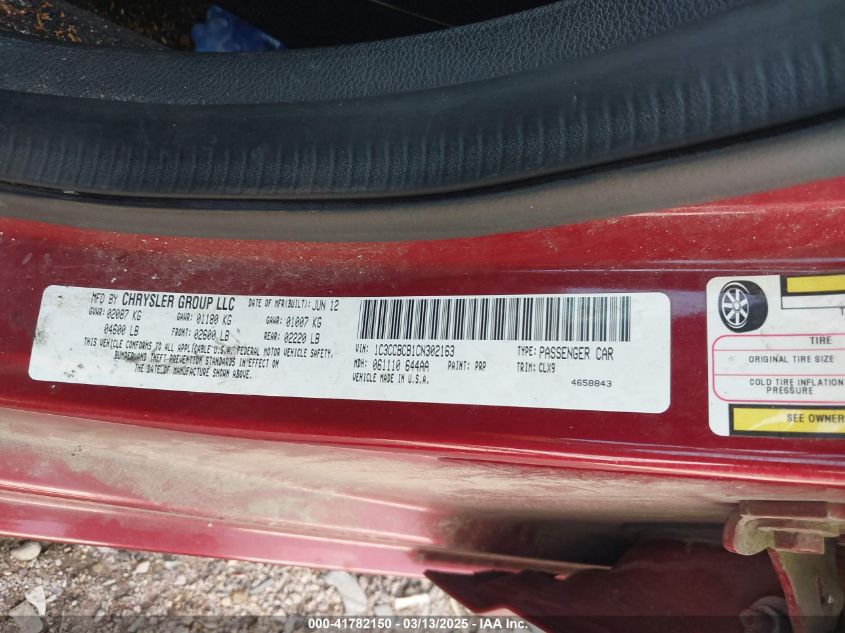 MFD BY CHRYSLER GROUP LLC
DATE OF MFR(BUILT): JUN 12
GVWR: 02087 KG GAWR: 01180 KG GAWR: 01007 KG
04600 LB FRONT: 02600 LB REAR: 02220 LB
THIS VEHICLE CONFORMS TO ALL APPLICABLE
U.S.A. FEDERAL MOTOR VEHICLE SAFETY,
BUMPER, AND THEFT PREVENTION STANDARDS IN EFFECT ON
THE DATE OF MANUFACTURE SHOWN ABOVE.
VIN: 1C3CCBCB1CN302163 TYPE: PASSENGER CAR
MDH: 061110 644AA PAINT: PRP TRIM: CLX9
VEHICLE MADE IN U.S.A.
4658843
TIRE
ORIGINAL TIRE SIZE
COLD TIRE INFLATION
PRESSURE
SEE OWNER
000-41782150 - 03/13/2025 - IAA Inc.